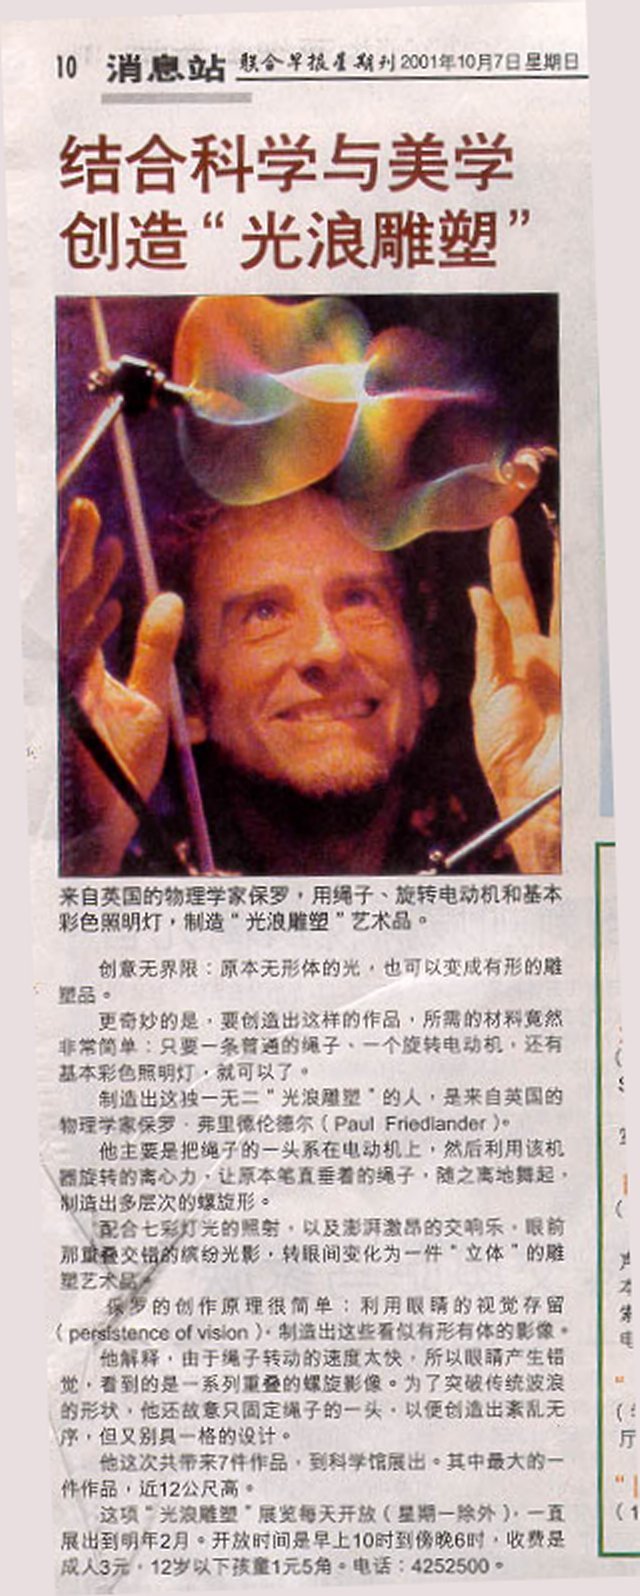 10 消息站 联合早报星期刊 2001年10月7日 星期日
结合科学与美学
创造“光浪雕塑”
来自英国的物理学家保罗，用绳子、旋转电动机和基本
彩色照明灯，制造“光浪雕塑”艺术品。
创意无界限：原本无形体的光，也可以变成有形的雕
塑品。
更奇妙的是，要创造出这样的作品，所需的材料竟然
非常简单：只要一条普通的绳子、一个旋转电动机，还有
基本彩色照明灯，就可以了。
制造出这独一无二“光浪雕塑”的人，是来自英国的
物理学家保罗·弗里德伦德尔（Paul Friedlander）。
他主要是把绳子的一头系在电动机上，然后利用该机
器旋转的离心力，让原本笔直垂着的绳子，随之离地舞起，
制造出多层次的螺旋形。
配合七彩灯光的照射，以及澎湃激昂的交响乐，眼前
那重叠交错的缤纷光影，转眼间变化为一件“立体”的雕
塑艺术品。
保罗的创作原理很简单：利用眼睛的视觉存留
（persistence of vision），制造出这些看似有形有体的影像。
他解释，由于绳子转动的速度太快，所以眼睛产生错
觉，看到的是一系列重叠的螺旋影像。为了突破传统波浪
的形状，他还故意只固定绳子的一头，以便创造出紊乱无
序，但又别具一格的设计。
他这次共带来7件作品，到科学馆展出。其中最大的一
件作品，近12公尺高。
这项“光浪雕塑”展览每天开放（星期一除外），一直
展出到明年2月。开放时间是早上10时到傍晚6时，收费是
成人3元，12岁以下孩童1元5角。电话：4252500。